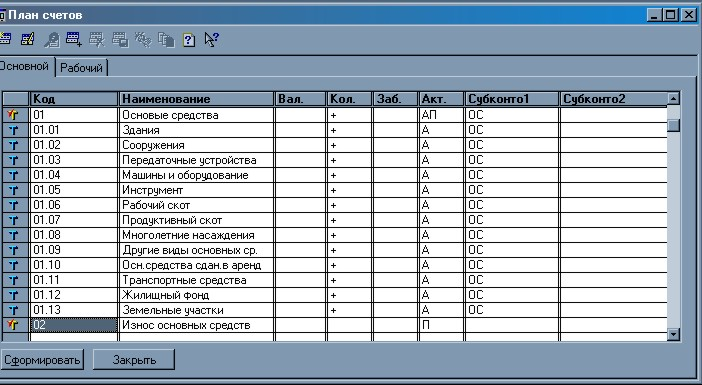 План счетов
Основной Рабочий
Код Наименование Вал. Кол. Заб. Акт. Субконто1 Субконто2
01 Основые средства + АП ОС
01.01 Здания + А ОС
01.02 Сооружения + А ОС
01.03 Передаточные устройства + А ОС
01.04 Машины и оборудование + А ОС
01.05 Инструмент + А ОС
01.06 Рабочий скот + А ОС
01.07 Продуктивный скот + А ОС
01.08 Многолетние насаждения + А ОС
01.09 Другие виды основных ср. + А ОС
01.10 Осн.средства сдан.в аренд + А ОС
01.11 Транспортные средства + А ОС
01.12 Жилищный фонд + А ОС
01.13 Земельные участки + А ОС
02 Износ основных средств П
Сформировать Закрыть